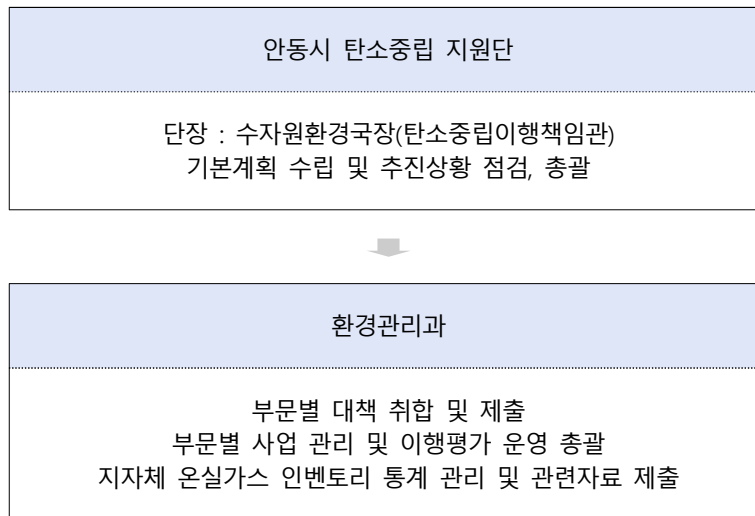 안동시 탄소중립 지원단
단장 : 수자원환경국장(탄소중립이행책임관)
기본계획 수립 및 추진상황 점검, 총괄
환경관리과
부문별 대책 취합 및 제출
부문별 사업 관리 및 이행평가 운영 총괄
지자체 온실가스 인벤토리 통계 관리 및 관련자료 제출